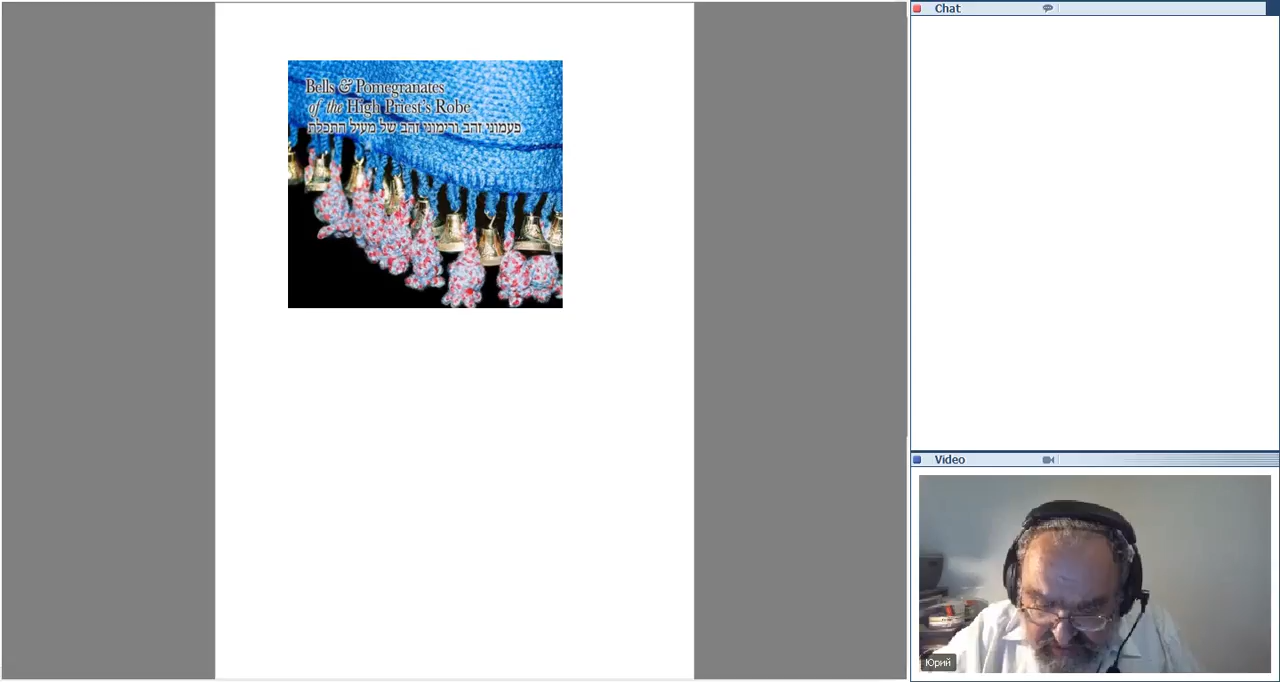 Chat
Bells & Pomegranates
of the High Priest's Robe
פעמוני זהב ורימוני זהב של מעיל התכלת
Video
Юрий